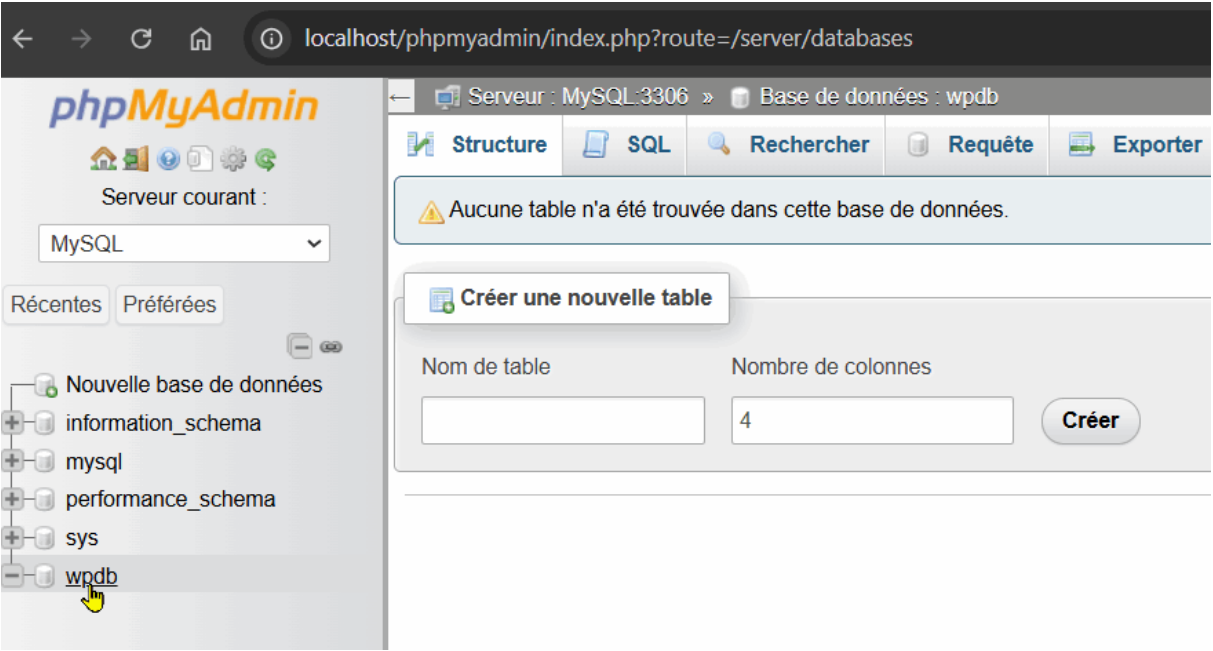 localhost/phpmyadmin/index.php?route=/server/databases
phpMyAdmin
Serveur courant :
MySQL
Récentes Préférées
Nouvelle base de données
information_schema
mysql
performance_schema
sys
wpdb
Serveur : MySQL:3306 » Base de données : wpdb
Structure SQL Rechercher Requête Exporter
Aucune table n'a été trouvée dans cette base de données.
Créer une nouvelle table
Nom de table Nombre de colonnes
4 Créer